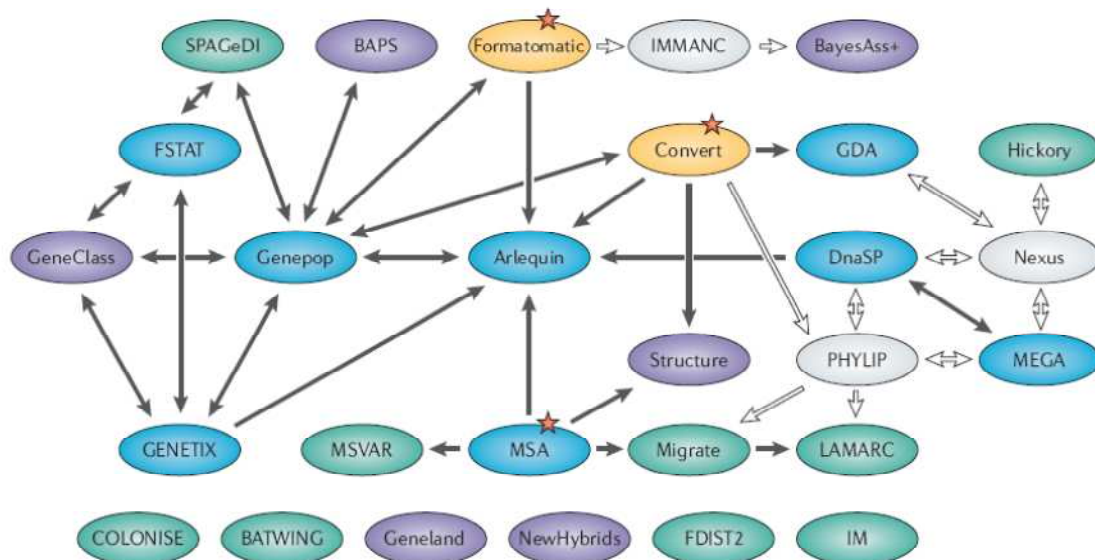 SPAGeDI
BAPS
Formatomatic
IMMANC
BayesAss+
FSTAT
Convert
GDA
Hickory
GeneClass
Genepop
Arlequin
DnaSP
Nexus
Structure
PHYLIP
MEGA
GENETIX
MSVAR
MSA
Migrate
LAMARC
COLONISE
BATWING
Geneland
NewHybrids
FDIST2
IM